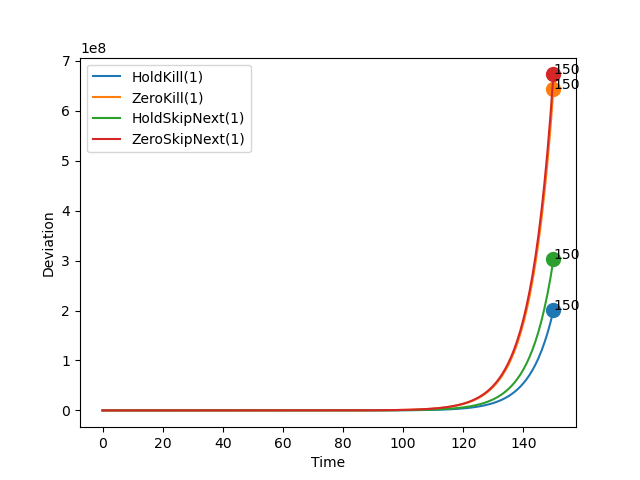 1e8
7
6
5
4
3
2
1
0
Deviation
HoldKill(1)
ZeroKill(1)
HoldSkipNext(1)
ZeroSkipNext(1)
150
150
150
150
0 20 40 60 80 100 120 140
Time